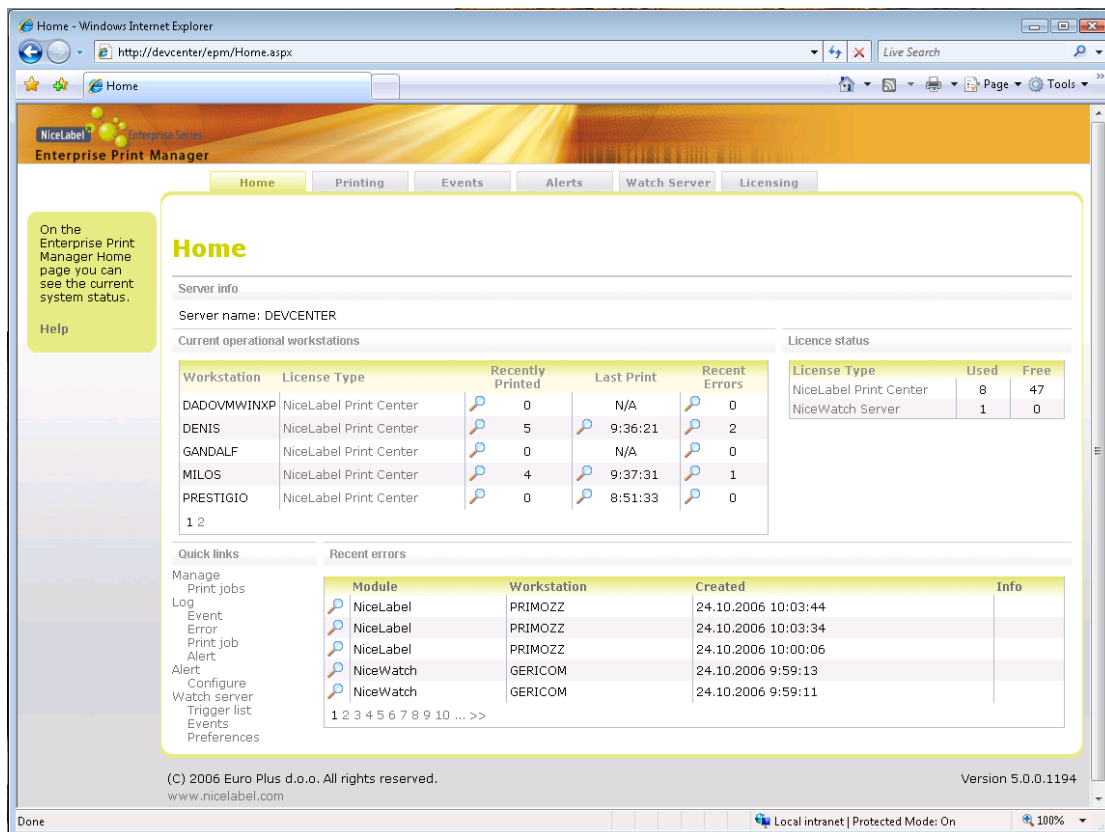 Home - Windows Internet Explorer
http://devcenter/epm/Home.aspx
Live Search
Home
Page
Tools
NiceLabel
Enterprise Series
Enterprise Print Manager
Home Printing Events Alerts Watch Server Licensing
On the
Enterprise Print
Manager Home
page you can
see the current
system status.
Help
Home
Server info
Server name: DEVCENTER
Current operational workstations
Workstation License Type Recently Printed Last Print Recent Errors
DADOVMWINXP NiceLabel Print Center 0 N/A 0
DENIS NiceLabel Print Center 5 9:36:21 2
GANDALF NiceLabel Print Center 0 N/A 0
MILOS NiceLabel Print Center 4 9:37:31 1
PRESTIGIO NiceLabel Print Center 0 8:51:33 0
1 2
Licence status
License Type Used Free
NiceLabel Print Center 8 47
NiceWatch Server 1 0
Quick links
Manage
Print jobs
Log
Event
Error
Print job
Alert
Alert
Configure
Watch server
Trigger list
Events
Preferences
Recent errors
Module Workstation Created Info
NiceLabel PRIMOZZ 24.10.2006 10:03:44
NiceLabel PRIMOZZ 24.10.2006 10:03:34
NiceLabel PRIMOZZ 24.10.2006 10:00:06
NiceWatch GERICOM 24.10.2006 9:59:13
NiceWatch GERICOM 24.10.2006 9:59:11
1 2 3 4 5 6 7 8 9 10 ... >>
(C) 2006 Euro Plus d.o.o. All rights reserved.
www.nicelabel.com
Version 5.0.0.1194
Done
Local intranet | Protected Mode: On
100%